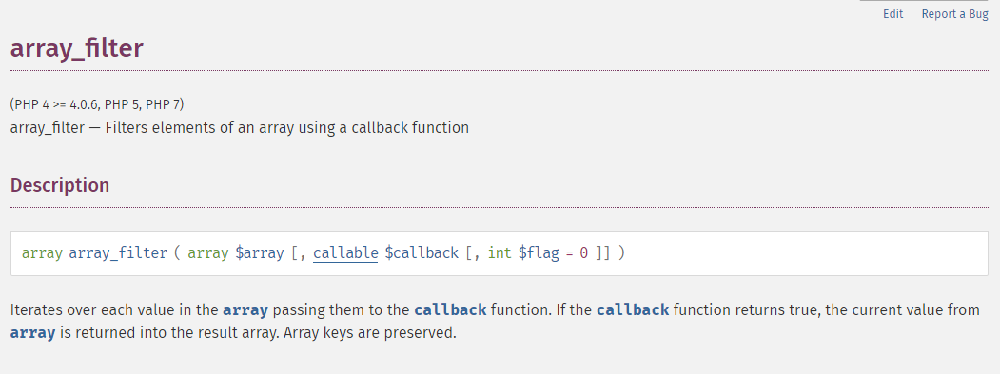 Edit Report a Bug
array_filter
(PHP 4 >= 4.0.6, PHP 5, PHP 7)
array_filter — Filters elements of an array using a callback function
Description
array array_filter ( array $array [, callable $callback [, int $flag = 0 ]] )
Iterates over each value in the array passing them to the callback function. If the callback function returns true, the current value from
array is returned into the result array. Array keys are preserved.